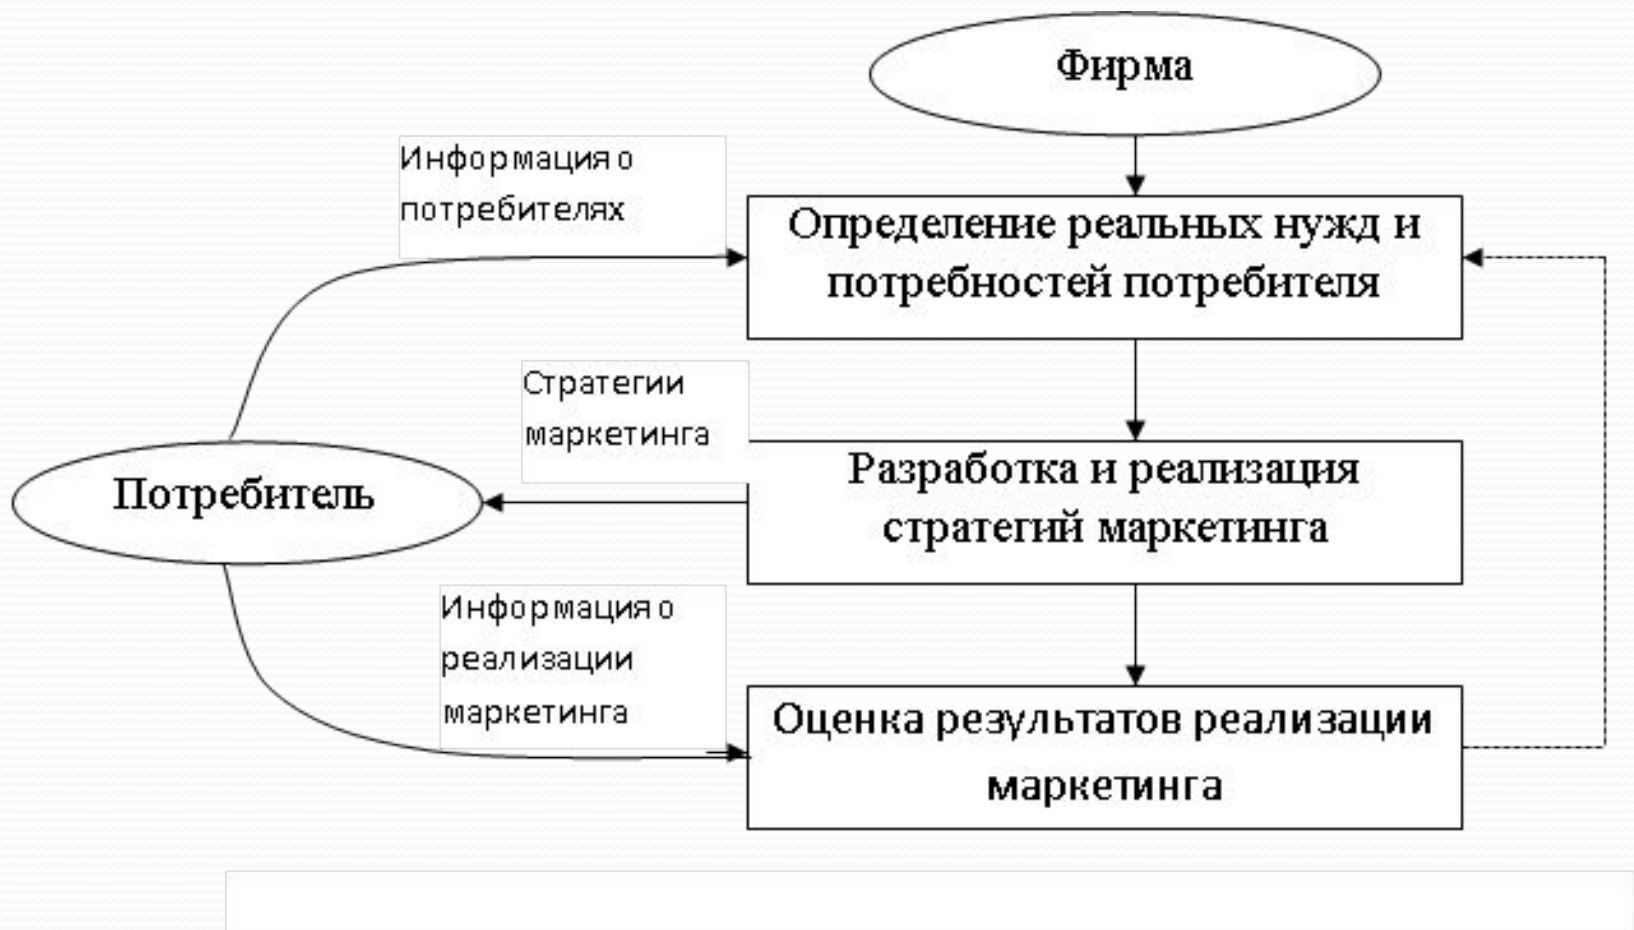 Фирма
Информация о
потребителях
Определение реальных нужд и
потребностей потребителя
Стратегии
маркетинга
Потребитель
Разработка и реализация
стратегий маркетинга
Информация о
реализации
маркетинга
Оценка результатов реализации
маркетинга